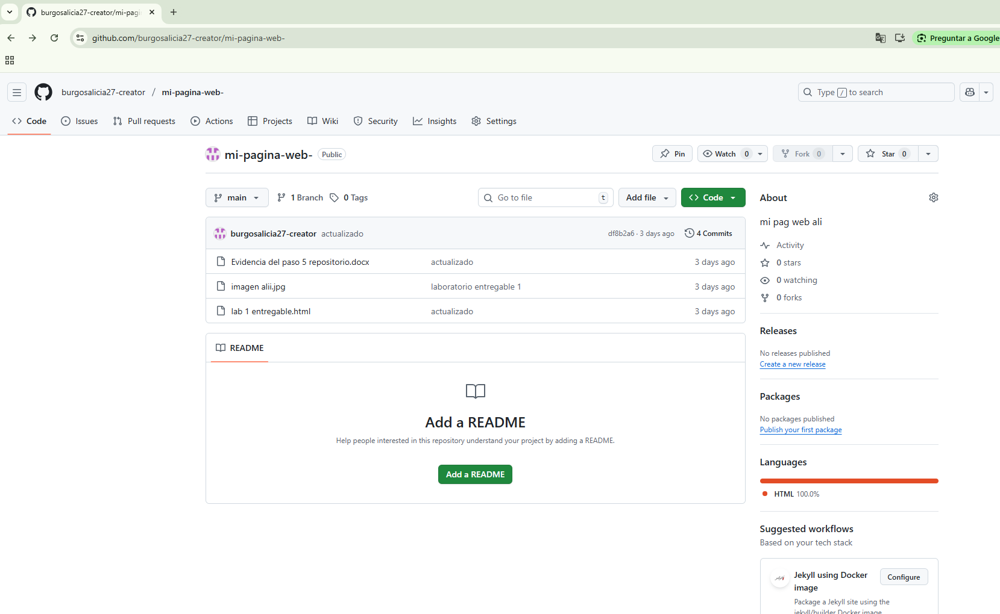 burgosalicia27-creator/mi-pagi
github.com/burgosalicia27-creator/mi-pagina-web-
Preguntar a Google
burgosalicia27-creator / mi-pagina-web-
Type / to search
Code Issues Pull requests Actions Projects Wiki Security Insights Settings
mi-pagina-web- Public
Pin Watch 0 Fork 0 Star 0
main 1 Branch 0 Tags
Go to file t Add file Code
burgosalicia27-creator actualizado df8b2a6 · 3 days ago 4 Commits
Evidencia del paso 5 repositorio.docx actualizado 3 days ago
imagen alii.jpg laboratorio entregable 1 3 days ago
lab 1 entregable.html actualizado 3 days ago
README
Add a README
Help people interested in this repository understand your project by adding a README.
Add a README
About
mi pag web ali
Activity
0 stars
0 watching
0 forks
Releases
No releases published
Create a new release
Packages
No packages published
Publish your first package
Languages
HTML 100.0%
Suggested workflows
Based on your tech stack
Jekyll using Docker image
Configure
Package a Jekyll site using the
jekyll/builder Docker image